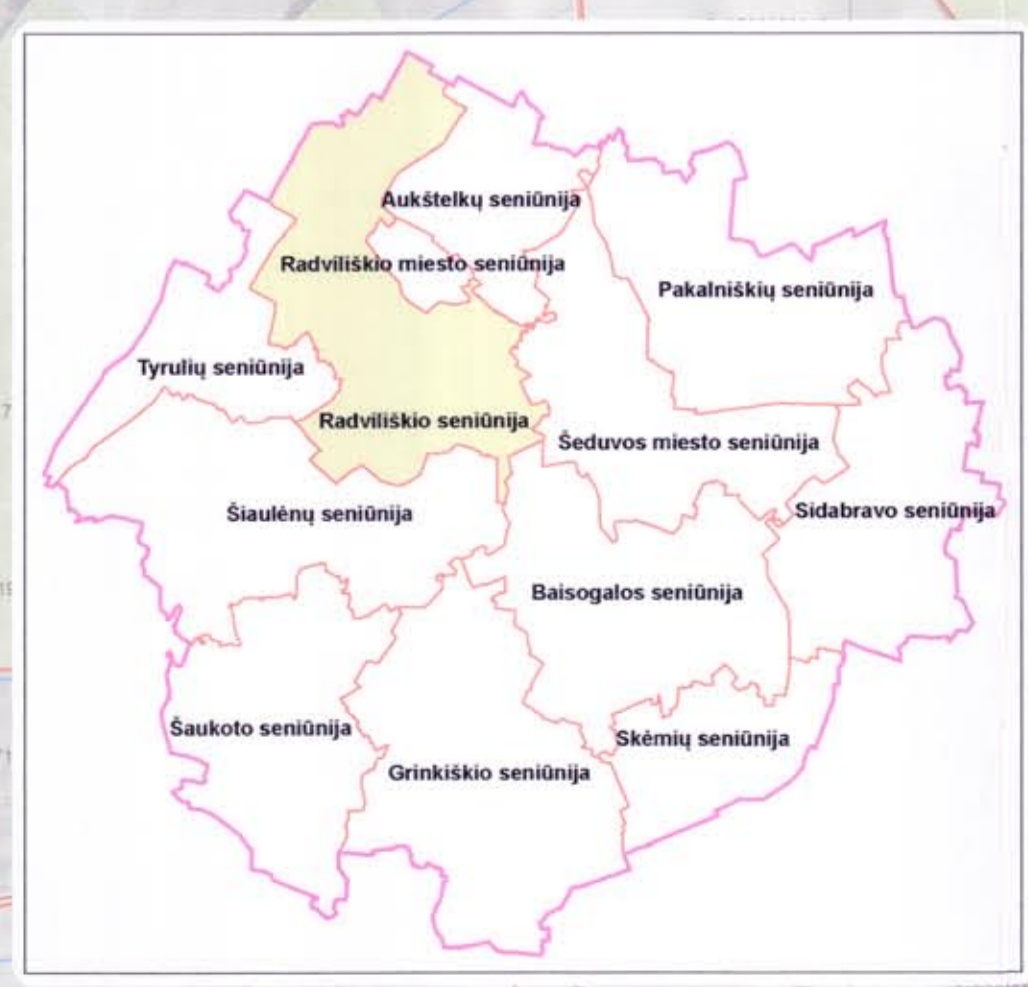 Aukštelkų seniūnija
Radviliškio miesto seniūnija
Pakalniškių seniūnija
Tyrulių seniūnija
Radviliškio seniūnija
Šeduvos miesto seniūnija
Šiaulėnų seniūnija
Sidabravo seniūnija
Baisogalos seniūnija
Šaukoto seniūnija
Skėmių seniūnija
Grinkiškio seniūnija